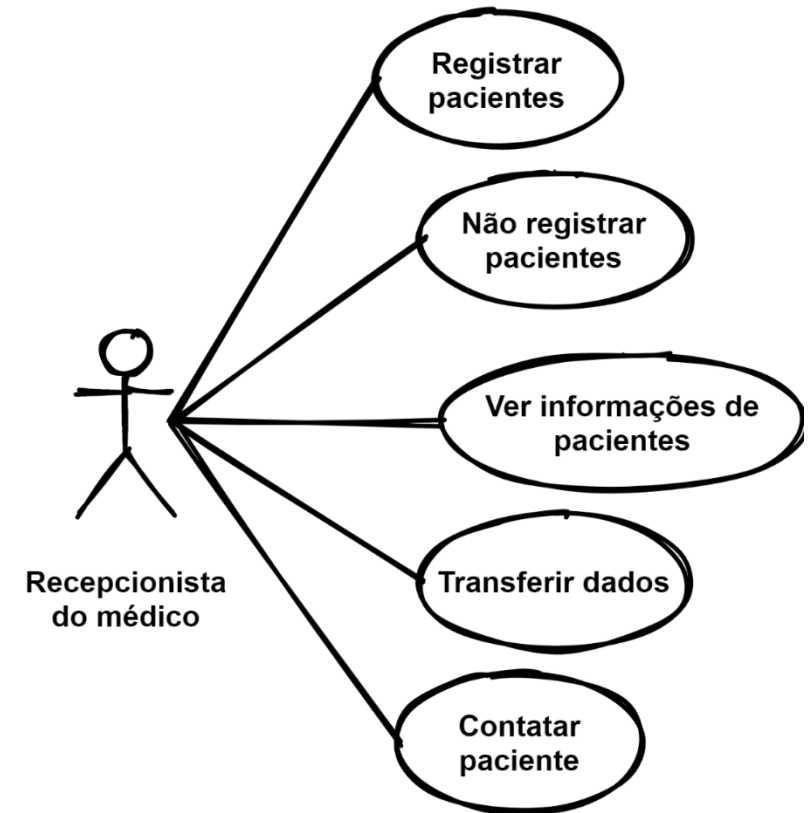 Registrar
pacientes
Não registrar
pacientes
Ver informações de
pacientes
Transferir dados
Recepcionista
do médico
Contatar
paciente